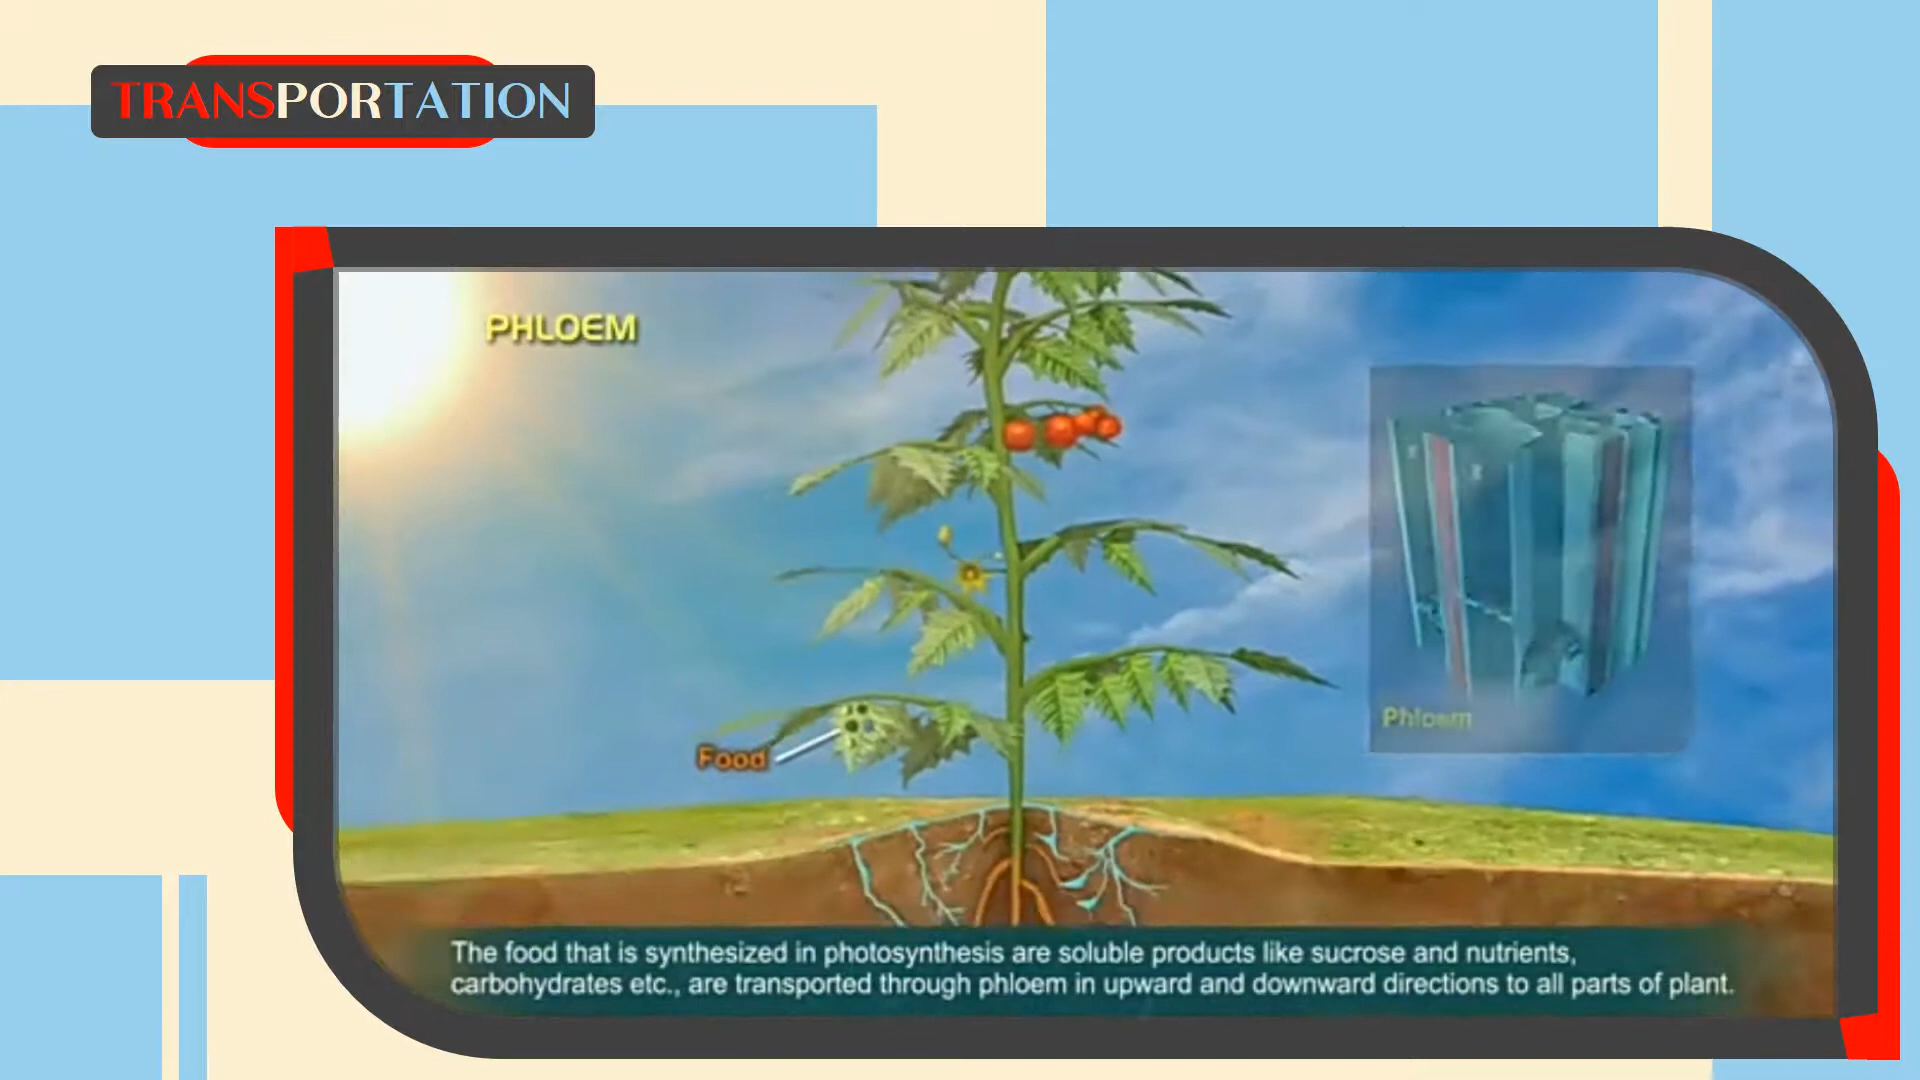 TRANSPORTATION
PHLOEM
Phloem
Food
The food that is synthesized in photosynthesis are soluble products like sucrose and nutrients,
carbohydrates etc., are transported through phloem in upward and downward directions to all parts of plant.